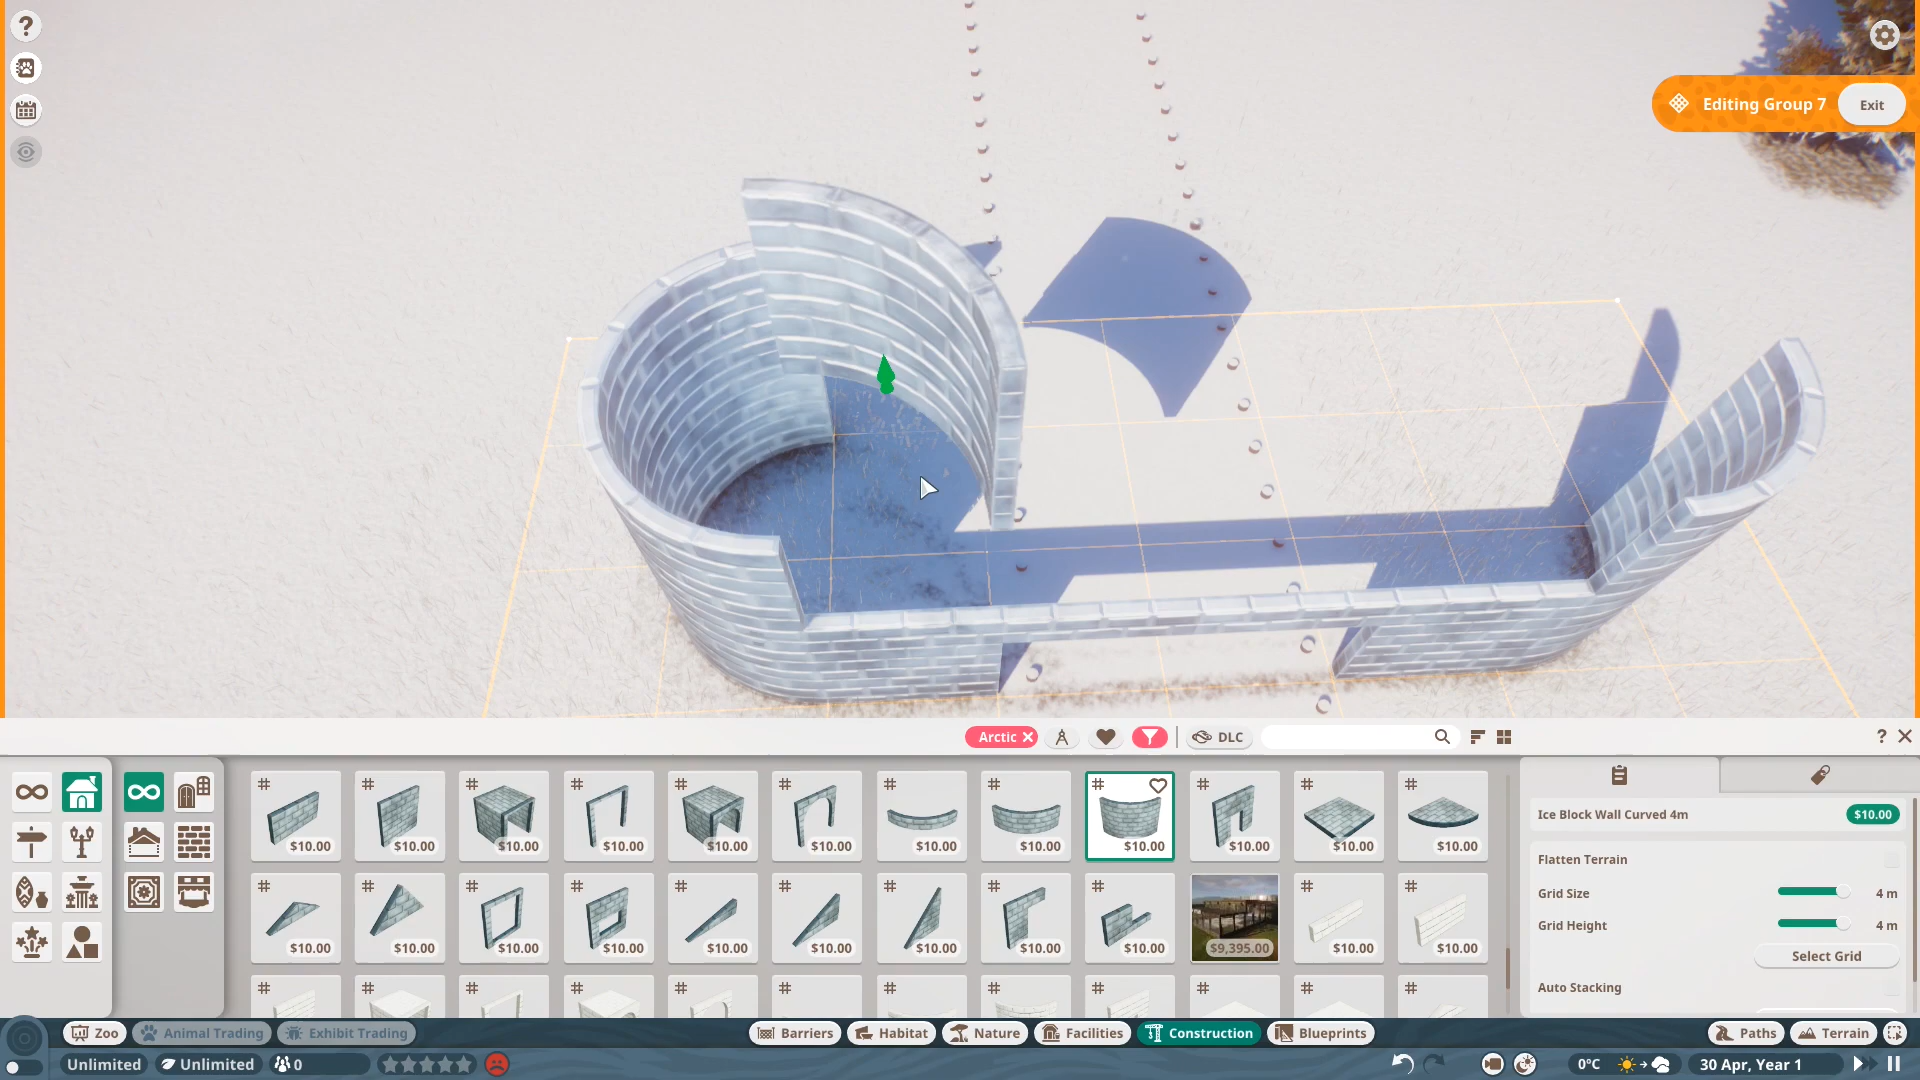 ?
Editing Group 7 Exit
Arctic ✕ DLC ?
$10.00 $10.00 $10.00 $10.00 $10.00 $10.00 $10.00 $10.00 $10.00 $10.00 $10.00 $10.00
$10.00 $10.00 $10.00 $10.00 $10.00 $10.00 $10.00 $10.00 $10.00 $9,395.00 $10.00 $10.00
Ice Block Wall Curved 4m $10.00
Flatten Terrain
Grid Size 4 m
Grid Height 4 m
Select Grid
Auto Stacking
Zoo Animal Trading Exhibit Trading Barriers Habitat Nature Facilities Construction Blueprints Paths Terrain
Unlimited Unlimited 0 0°C 30 Apr, Year 1